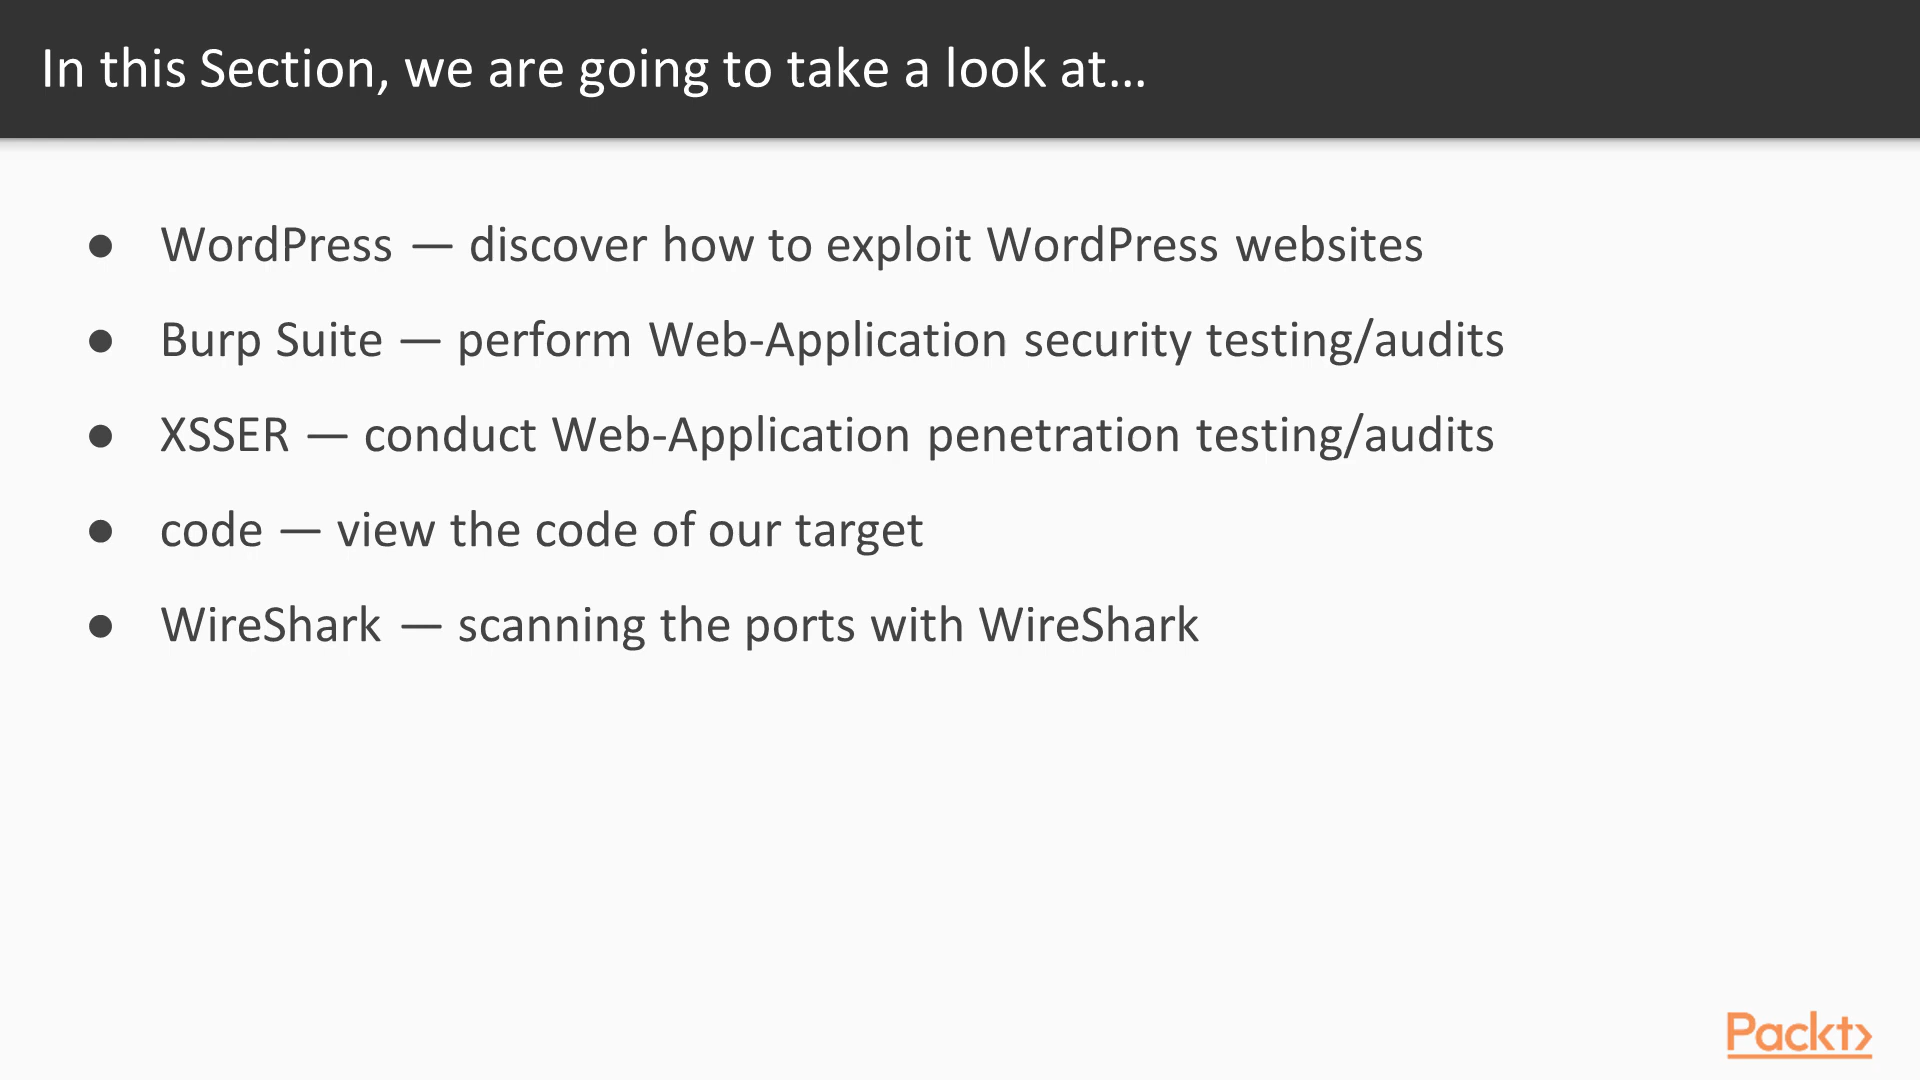 In this Section, we are going to take a look at...
● WordPress — discover how to exploit WordPress websites
● Burp Suite — perform Web-Application security testing/audits
● XSSER — conduct Web-Application penetration testing/audits
● code — view the code of our target
● WireShark — scanning the ports with WireShark
Packt>